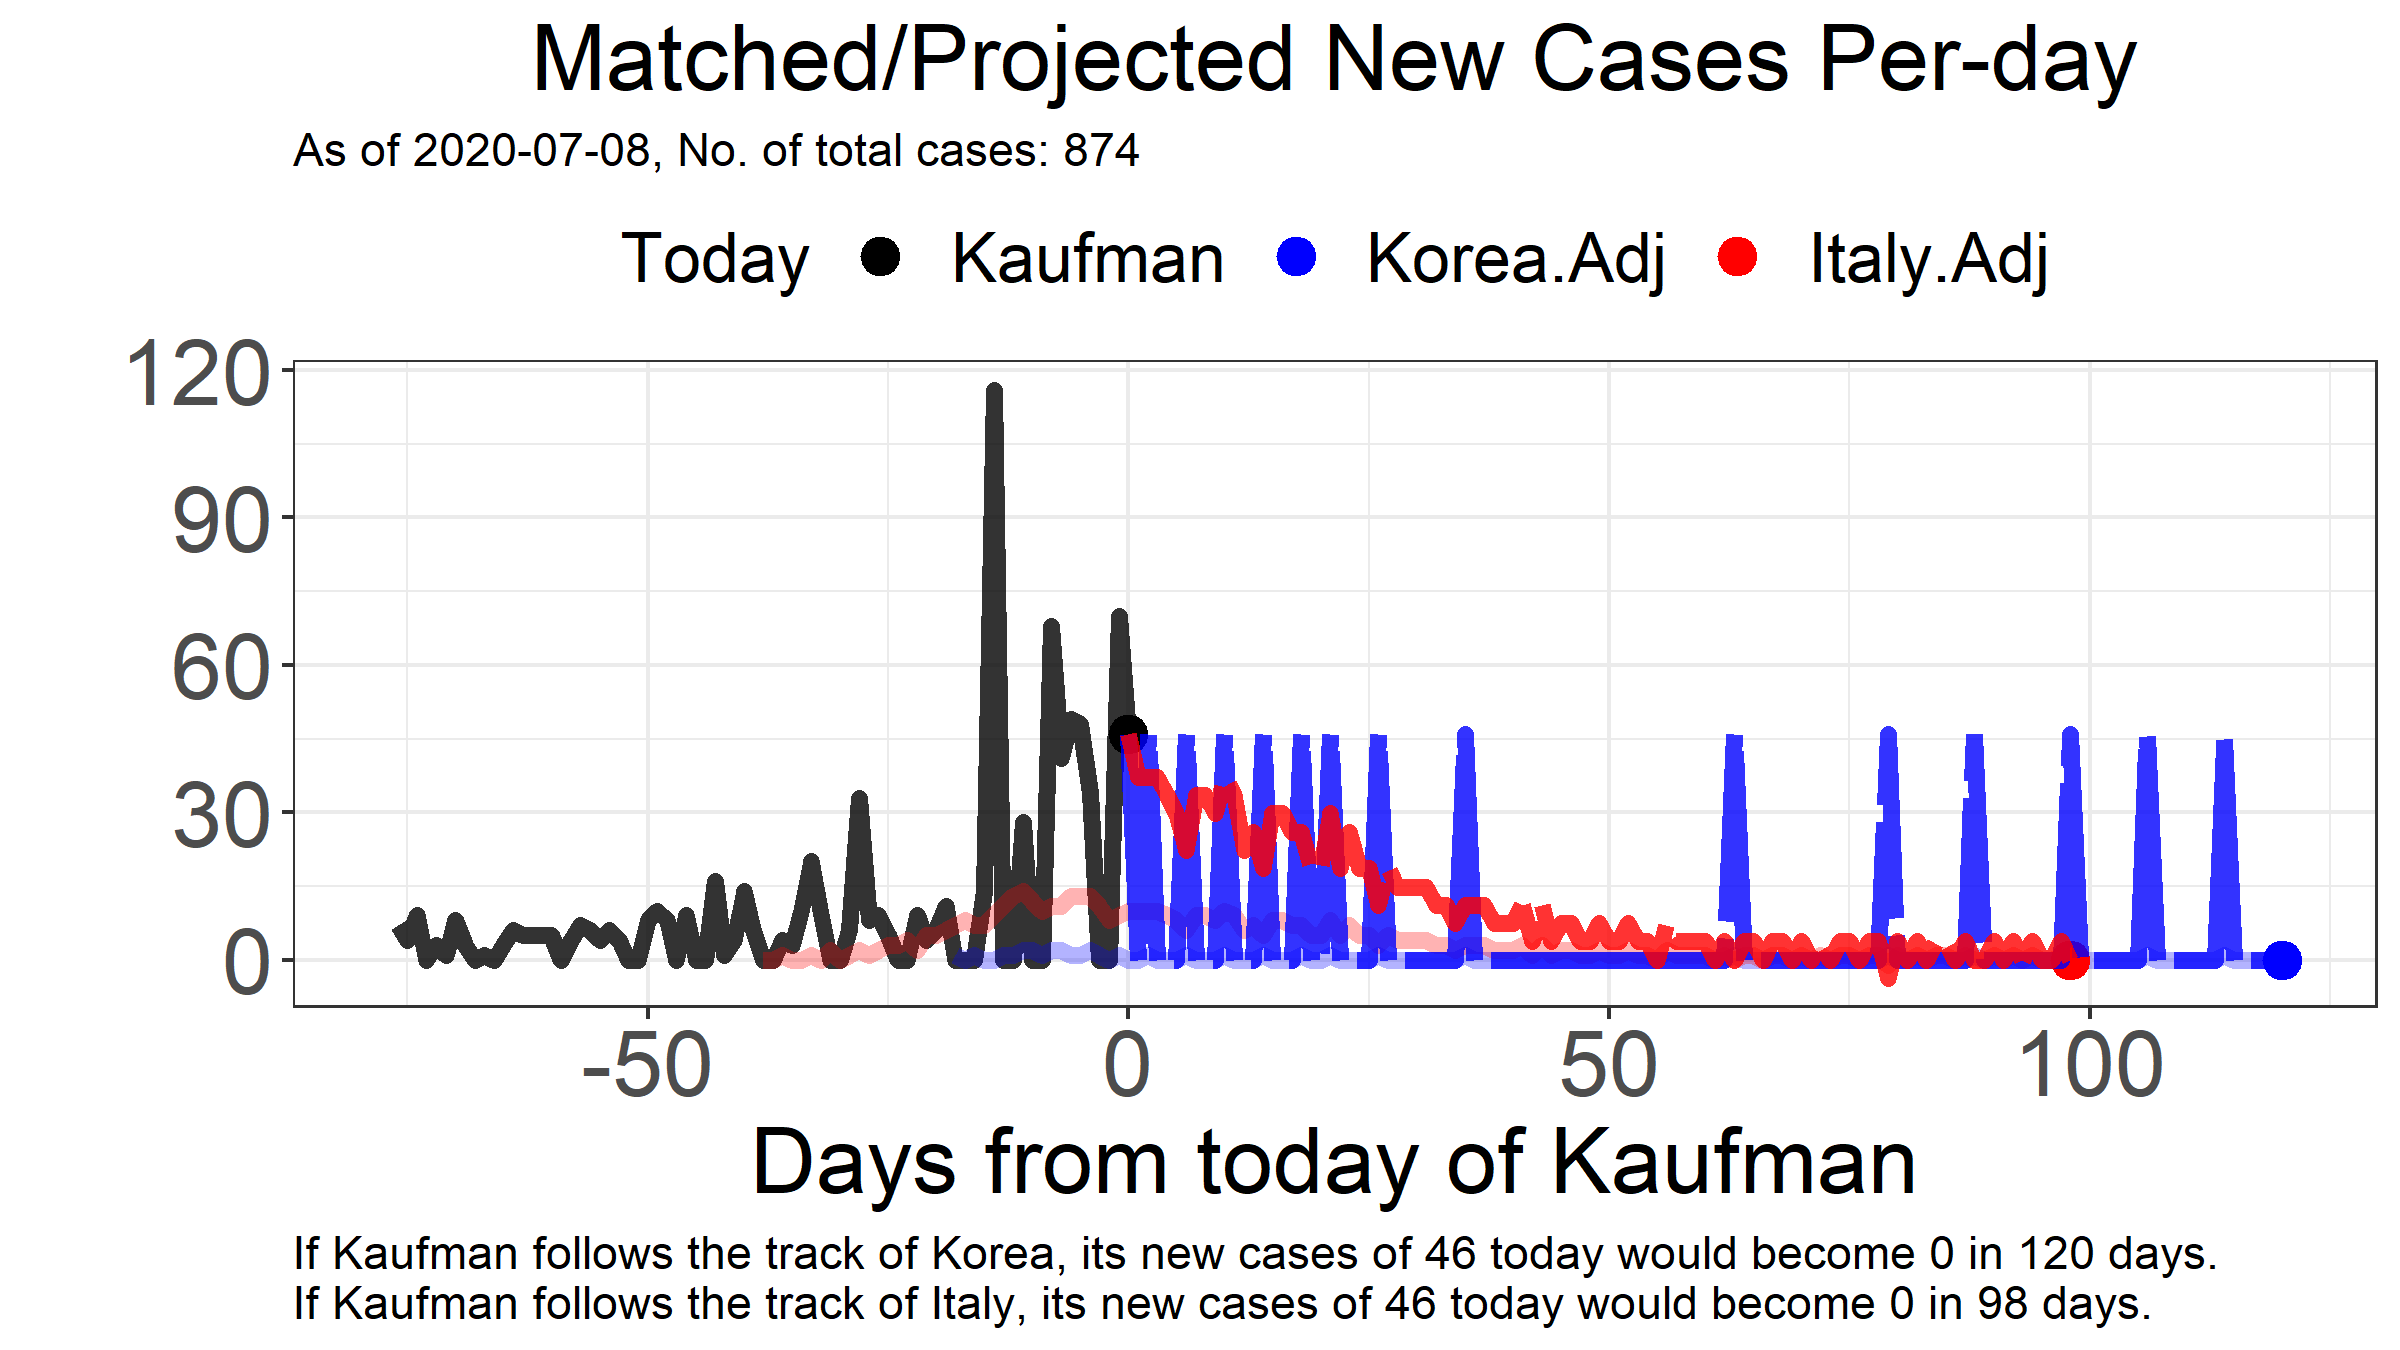 Matched/Projected New Cases Per-day
As of 2020-07-08, No. of total cases: 874
Today Kaufman Korea.Adj Italy.Adj
120
90
60
30
0
-50 0 50 100
Days from today of Kaufman
If Kaufman follows the track of Korea, its new cases of 46 today would become 0 in 120 days.
If Kaufman follows the track of Italy, its new cases of 46 today would become 0 in 98 days.